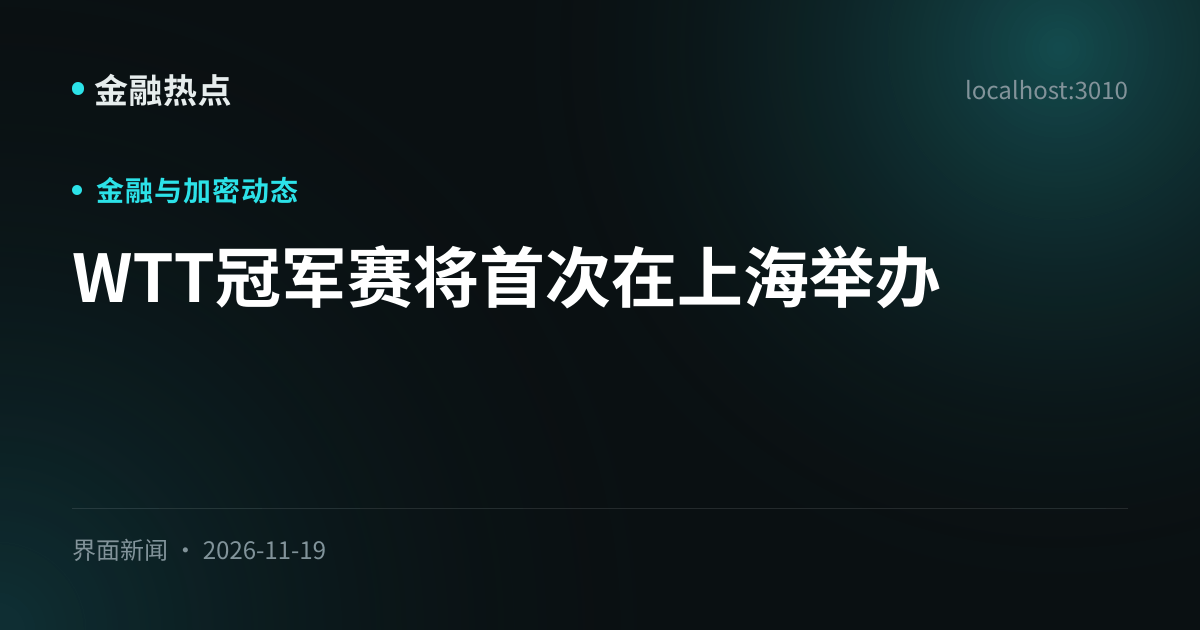 金融热点
localhost:3010
金融与加密动态
WTT冠军赛将首次在上海举办
界面新闻 • 2026-11-19